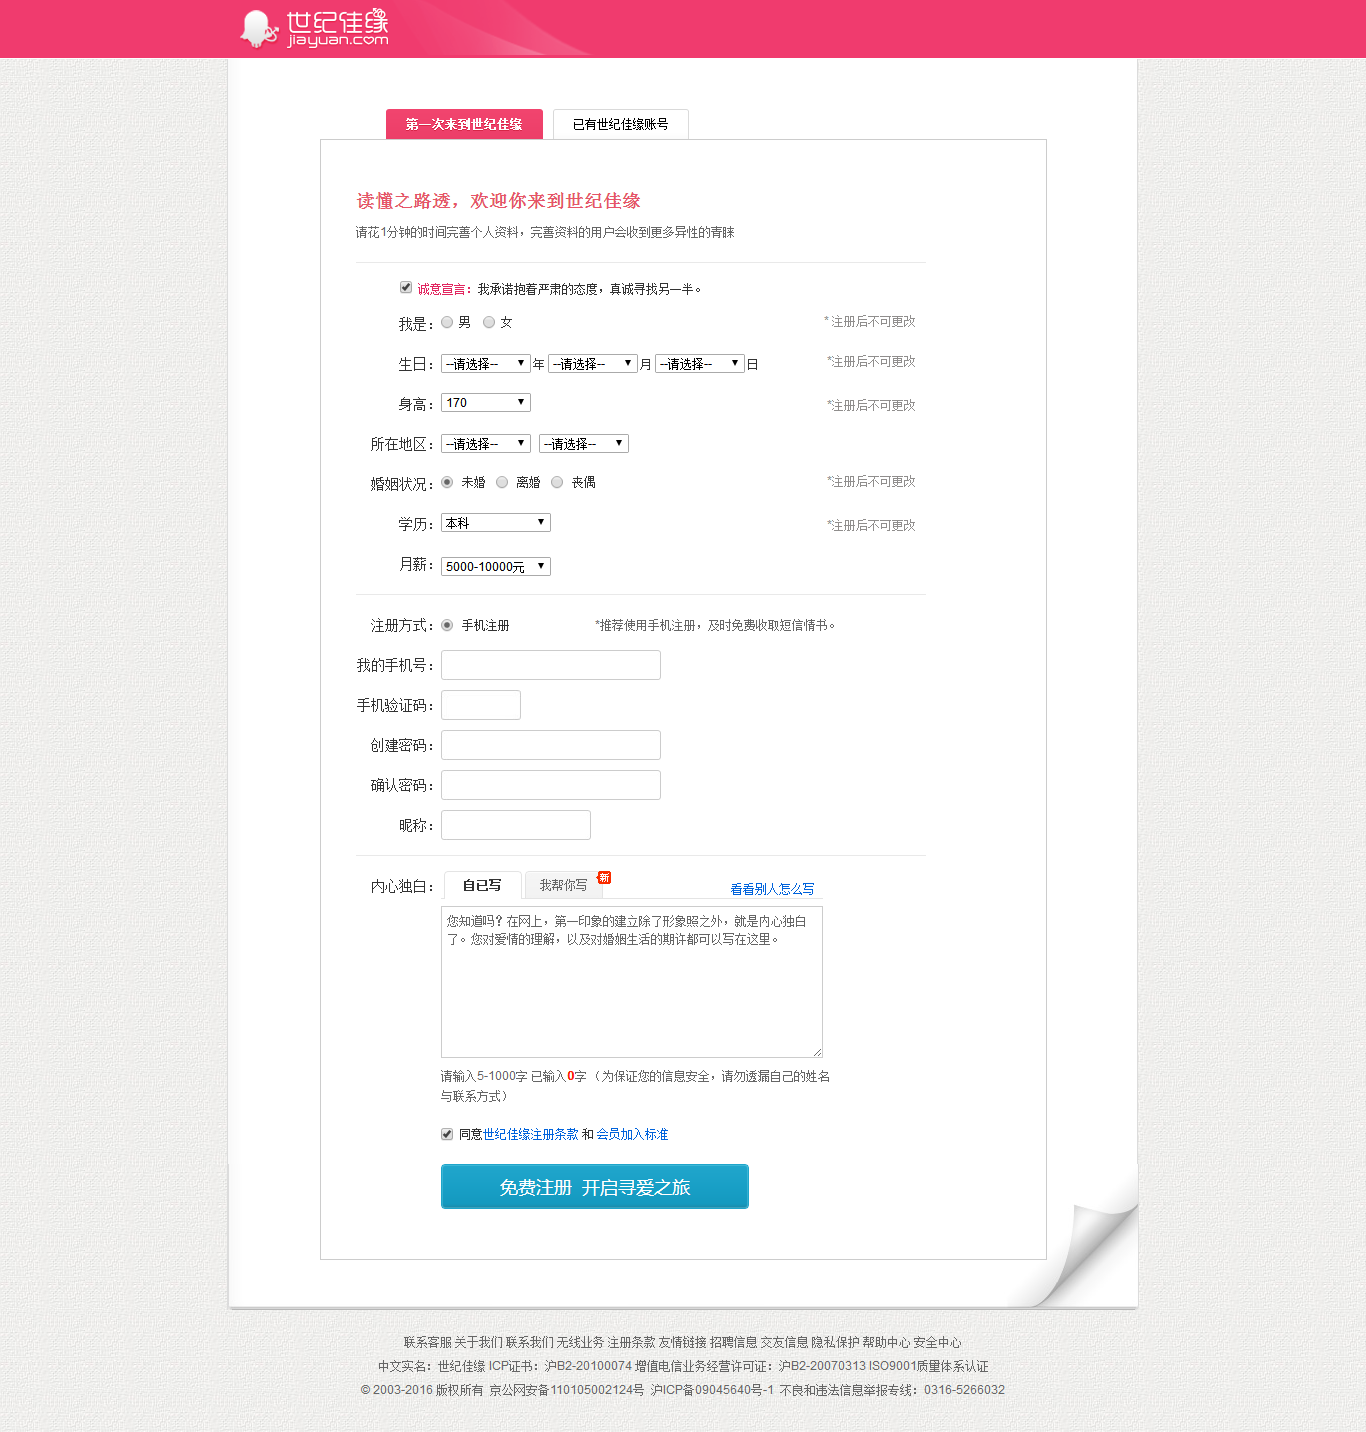 世纪佳缘
jiayuan.com
第一次来到世纪佳缘 已有世纪佳缘账号
读懂之路透，欢迎你来到世纪佳缘
请花1分钟的时间完善个人资料，完善资料的用户会收到更多异性的青睐
诚意宣言：我承诺抱着严肃的态度，真诚寻找另一半。
我是： 男 女 * 注册后不可更改
生日： --请选择-- 年 --请选择-- 月 --请选择-- 日 *注册后不可更改
身高： 170 *注册后不可更改
所在地区： --请选择-- --请选择--
婚姻状况： 未婚 离婚 丧偶 *注册后不可更改
学历： 本科 *注册后不可更改
月薪： 5000-10000元
注册方式： 手机注册 *推荐使用手机注册，及时免费收取短信情书。
我的手机号：
手机验证码：
创建密码：
确认密码：
昵称：
内心独白： 自己写 我帮你写 新 看看别人怎么写
您知道吗？在网上，第一印象的建立除了形象照之外，就是内心独白
了。您对爱情的理解，以及对婚姻生活的期许都可以写在这里。
请输入5-1000字 已输入0字 （为保证您的信息安全，请勿透漏自己的姓名
与联系方式）
同意世纪佳缘注册条款 和 会员加入标准
免费注册 开启寻爱之旅
联系客服 关于我们 联系我们 无线业务 注册条款 友情链接 招聘信息 交友信息 隐私保护 帮助中心 安全中心
中文实名：世纪佳缘 ICP证书：沪B2-20100074 增值电信业务经营许可证：沪B2-20070313 ISO9001质量体系认证
© 2003-2016 版权所有 京公网安备110105002124号 沪ICP备09045640号-1 不良和违法信息举报专线：0316-5266032